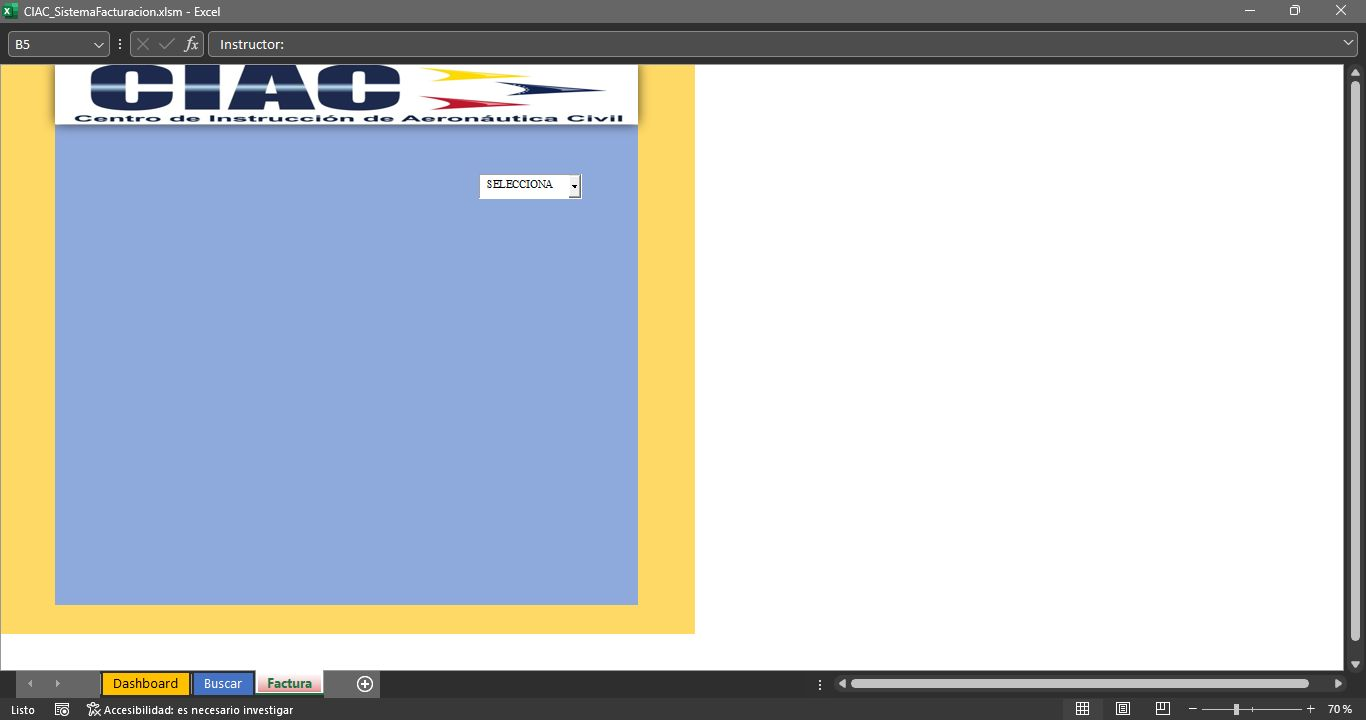 CIAC_SistemaFacturacion.xlsm - Excel
B5
fx
Instructor:
CIAC
Centro de Instrucción de Aeronáutica Civil
SELECCIONA
Dashboard
Buscar
Factura
Listo
Accesibilidad: es necesario investigar
70 %